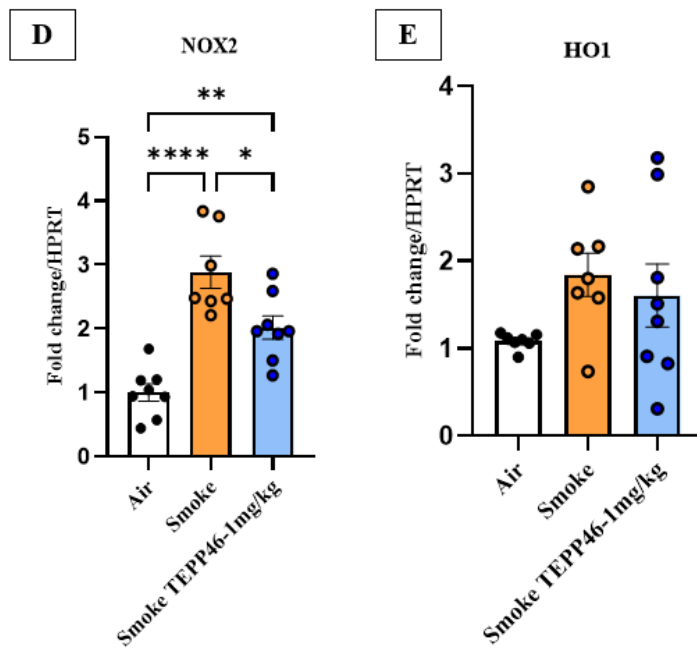 D
NOX2
**
**** *
5
4
3
2
1
0
Fold change/HPRT
Air
Smoke
Smoke TEPP46-1mg/kg
E
HO1
4
3
2
1
0
Fold change/HPRT
Air
Smoke
Smoke TEPP46-1mg/kg